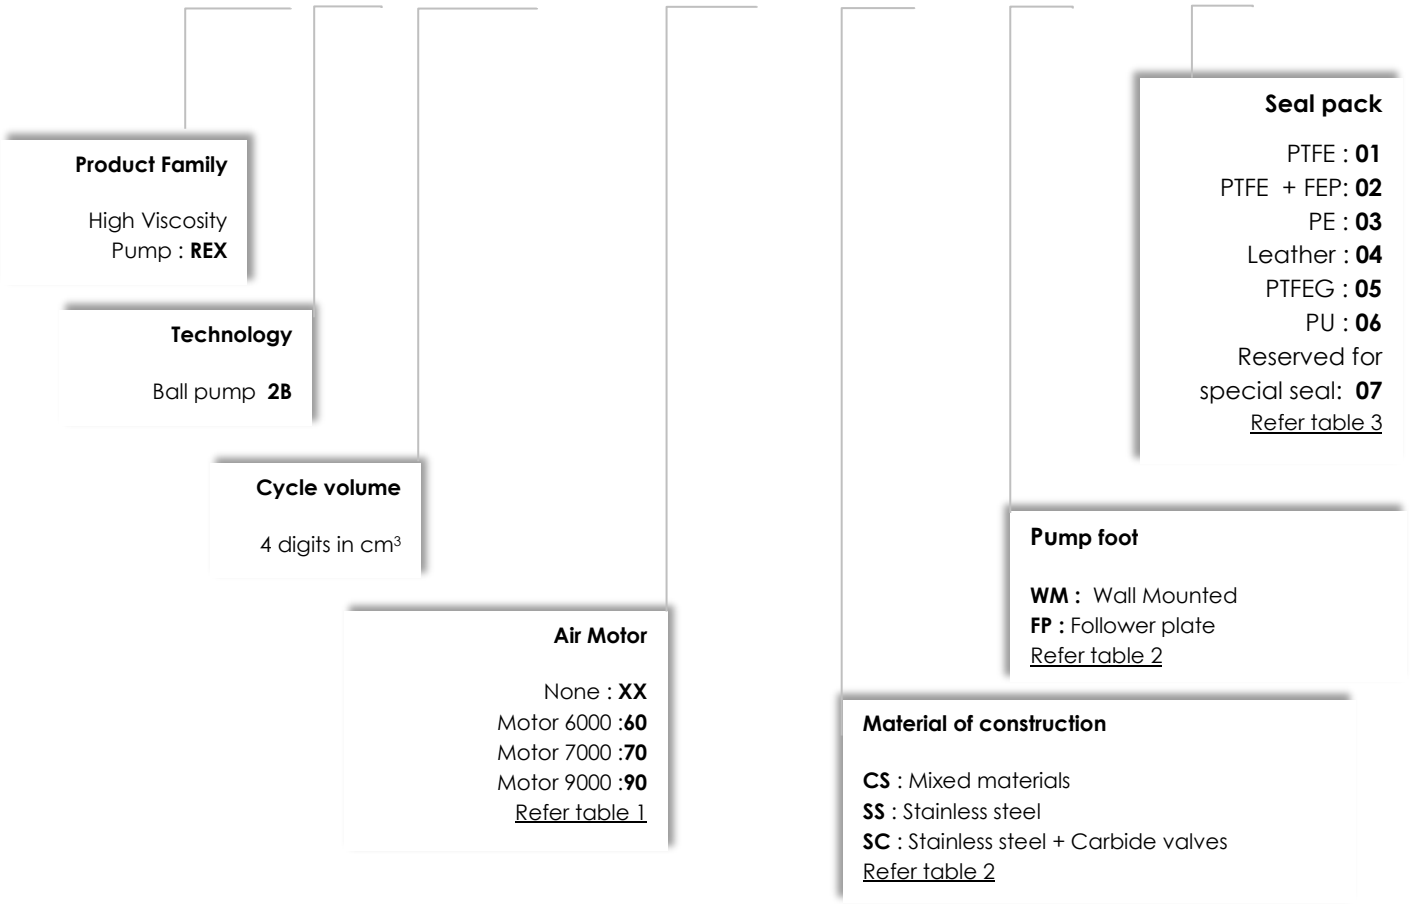 Product Family
High Viscosity
Pump : REX
Technology
Ball pump 2B
Cycle volume
4 digits in cm³
Air Motor
None : XX
Motor 6000 :60
Motor 7000 :70
Motor 9000 :90
Refer table 1
Material of construction
CS : Mixed materials
SS : Stainless steel
SC : Stainless steel + Carbide valves
Refer table 2
Pump foot
WM : Wall Mounted
FP : Follower plate
Refer table 2
Seal pack
PTFE : 01
PTFE + FEP: 02
PE : 03
Leather : 04
PTFEG : 05
PU : 06
Reserved for
special seal: 07
Refer table 3